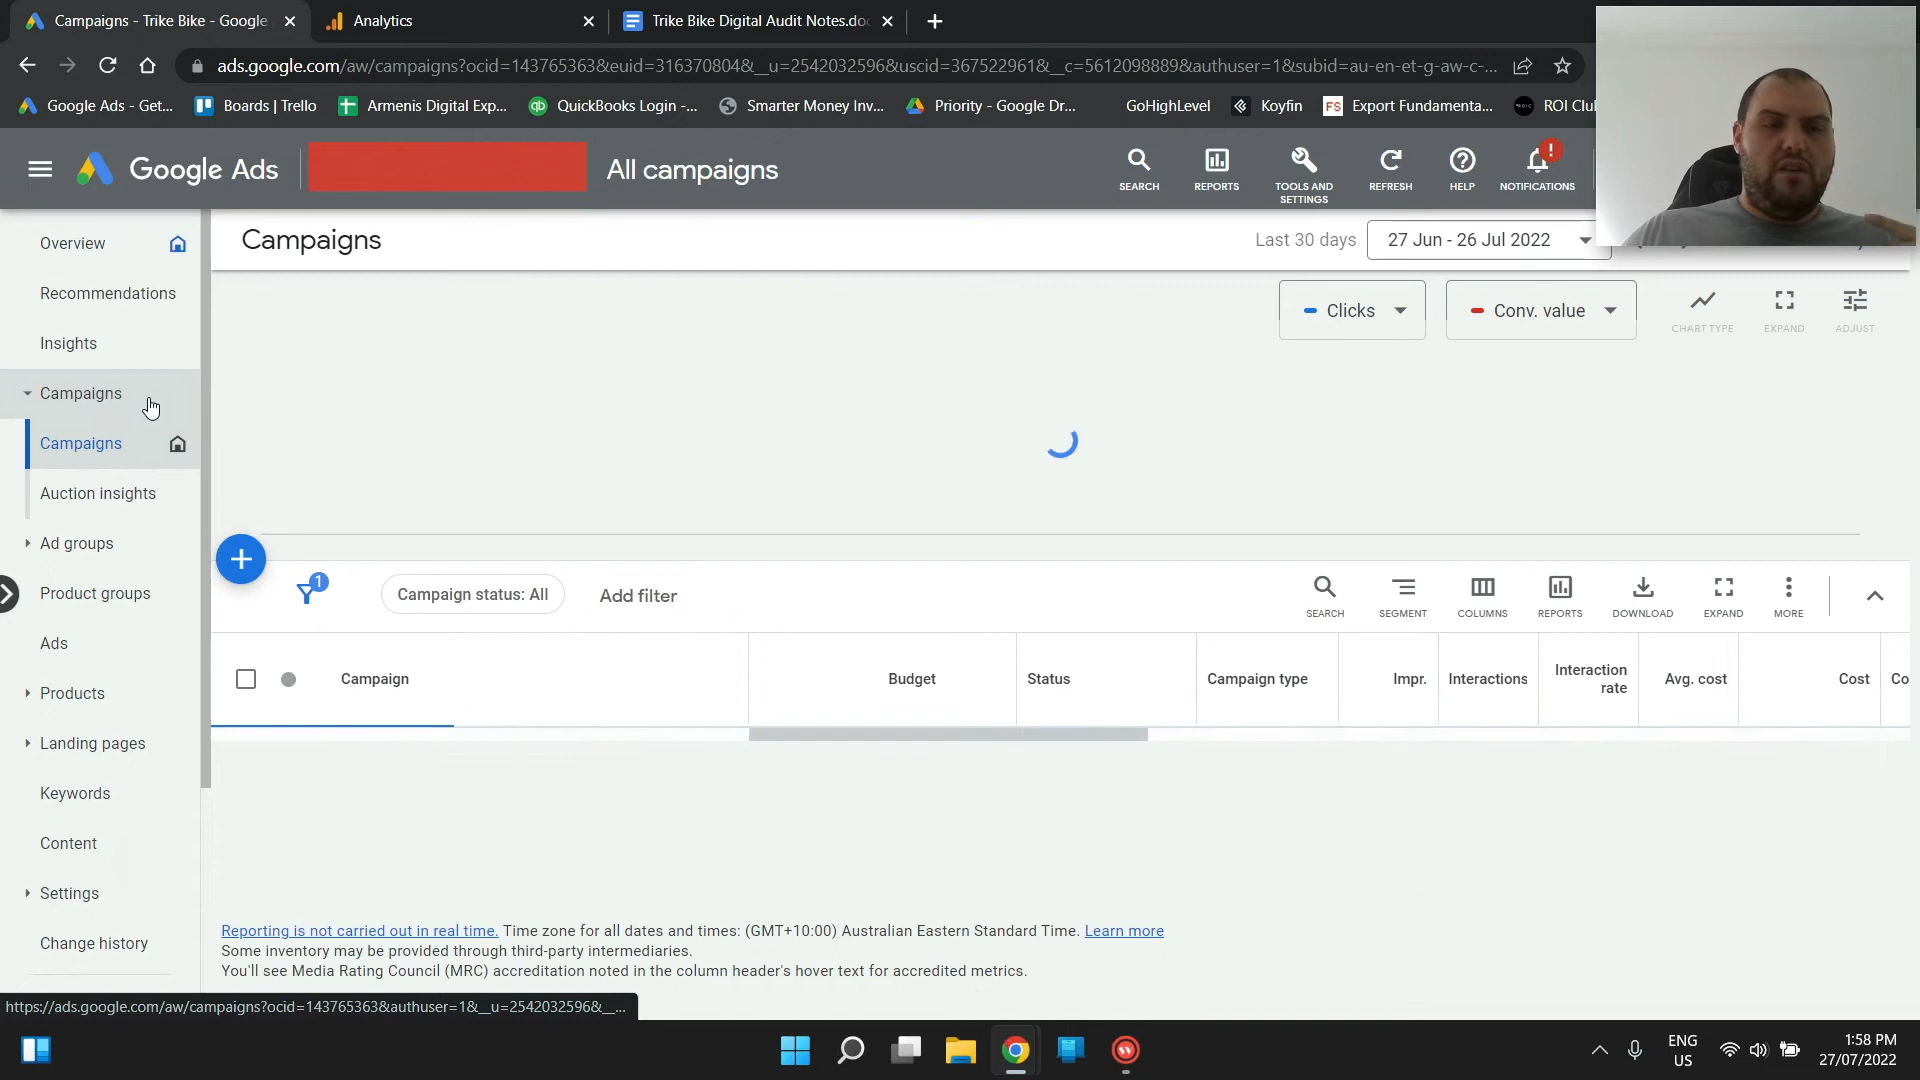 Campaigns - Trike Bike - Google
Analytics
Trike Bike Digital Audit Notes.doc
ads.google.com/aw/campaigns?ocid=143765363&euid=316370804&__u=2542032596&uscid=367522961&__c=5612098889&authuser=1&subid=au-en-et-g-aw-c-...
Google Ads - Get...
Boards | Trello
Armenis Digital Exp...
QuickBooks Login -...
Smarter Money Inv...
Priority - Google Dr...
GoHighLevel
Koyfin
FS
Export Fundamenta...
ROI Clu
Google Ads
All campaigns
SEARCH
REPORTS
TOOLS AND
SETTINGS
REFRESH
HELP
NOTIFICATIONS
Overview
Recommendations
Insights
Campaigns
Campaigns
Auction insights
Ad groups
Product groups
Ads
Products
Landing pages
Keywords
Content
Settings
Change history
Campaigns
Last 30 days
27 Jun - 26 Jul 2022
Clicks
Conv. value
CHART TYPE
EXPAND
ADJUST
1
Campaign status: All
Add filter
SEARCH
SEGMENT
COLUMNS
REPORTS
DOWNLOAD
EXPAND
MORE
Campaign
Budget
Status
Campaign type
Impr.
Interactions
Interaction
rate
Avg. cost
Cost
Co
Reporting is not carried out in real time. Time zone for all dates and times: (GMT+10:00) Australian Eastern Standard Time. Learn more
Some inventory may be provided through third-party intermediaries.
You'll see Media Rating Council (MRC) accreditation noted in the column header's hover text for accredited metrics.
https://ads.google.com/aw/campaigns?ocid=143765363&authuser=1&__u=2542032596&__...
ENG
US
1:58 PM
27/07/2022